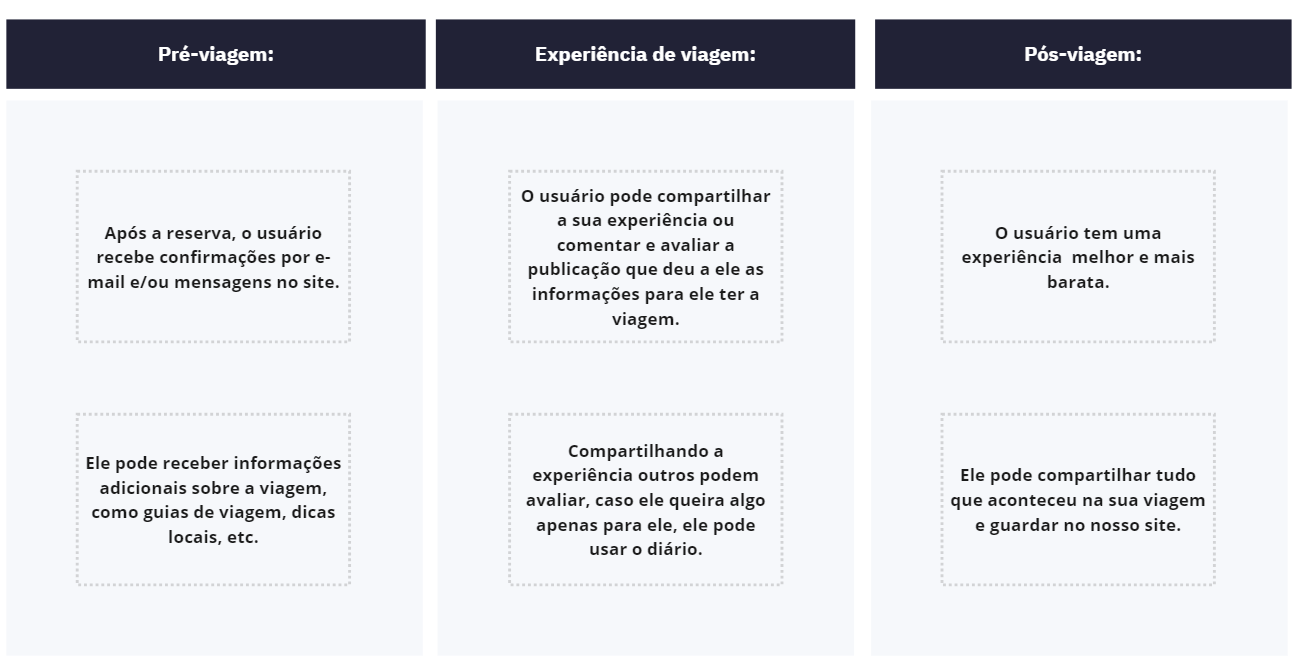 Pré-viagem:
Experiência de viagem:
Pós-viagem:
Após a reserva, o usuário
recebe confirmações por e-
mail e/ou mensagens no site.
O usuário pode compartilhar
a sua experiência ou
comentar e avaliar a
publicação que deu a ele as
informações para ele ter a
viagem.
O usuário tem uma
experiência  melhor e mais
barata.
Ele pode receber informações
adicionais sobre a viagem,
como guias de viagem, dicas
locais, etc.
Compartilhando a
experiência outros podem
avaliar, caso ele queira algo
apenas para ele, ele pode
usar o diário.
Ele pode compartilhar tudo
que aconteceu na sua viagem
e guardar no nosso site.